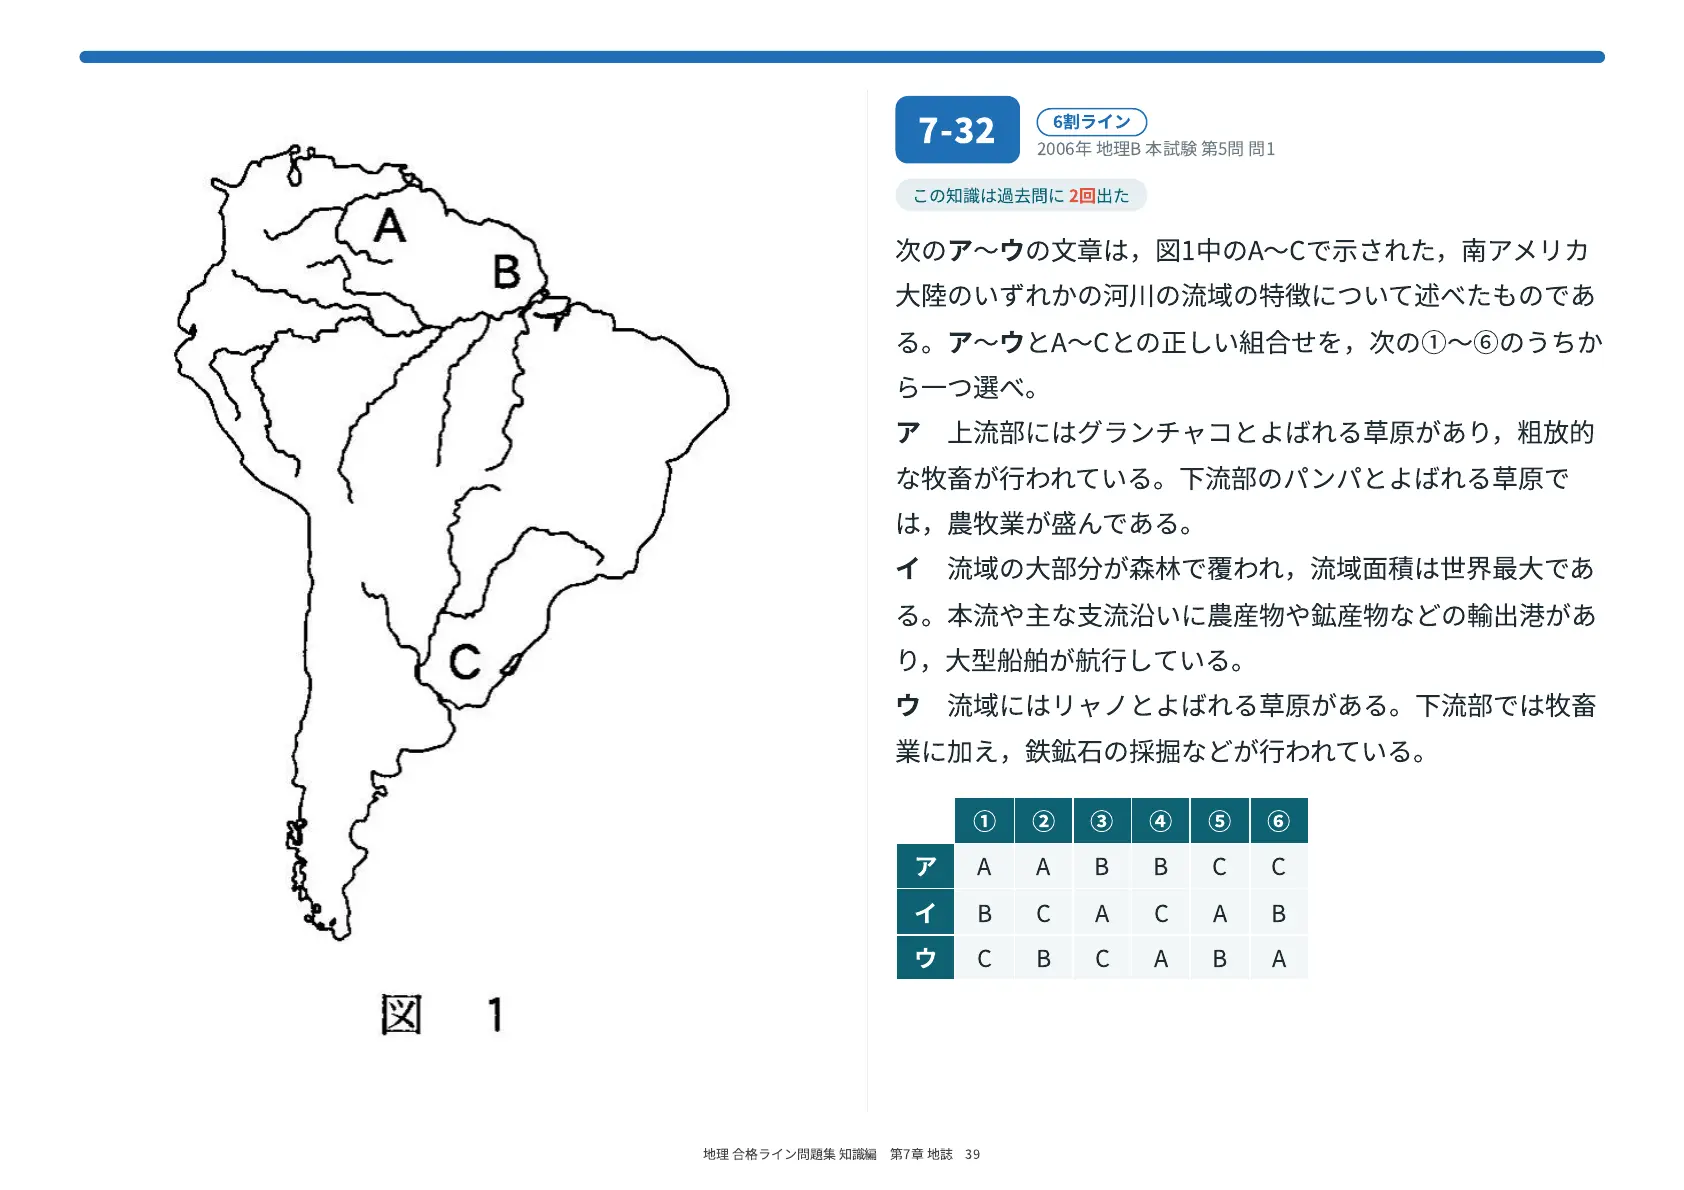 A
B
C
図 1
7-32
6割ライン
2006年 地理B 本試験 第5問 問1
この知識は過去問に 2回出た
次のア～ウの文章は，図1中のA～Cで示された，南アメリカ
大陸のいずれかの河川の流域の特徴について述べたものであ
る。ア～ウとA～Cとの正しい組合せを，次の①～⑥のうちか
ら一つ選べ。
ア　上流部にはグランチャコとよばれる草原があり，粗放的
な牧畜が行われている。下流部のパンパとよばれる草原で
は，農牧業が盛んである。
イ　流域の大部分が森林で覆われ，流域面積は世界最大であ
る。本流や主な支流沿いに農産物や鉱産物などの輸出港があ
り，大型船舶が航行している。
ウ　流域にはリャノとよばれる草原がある。下流部では牧畜
業に加え，鉄鉱石の採掘などが行われている。
① ② ③ ④ ⑤ ⑥
ア A A B B C C
イ B C A C A B
ウ C B C A B A
地理 合格ライン問題集 知識編　第7章 地誌　39